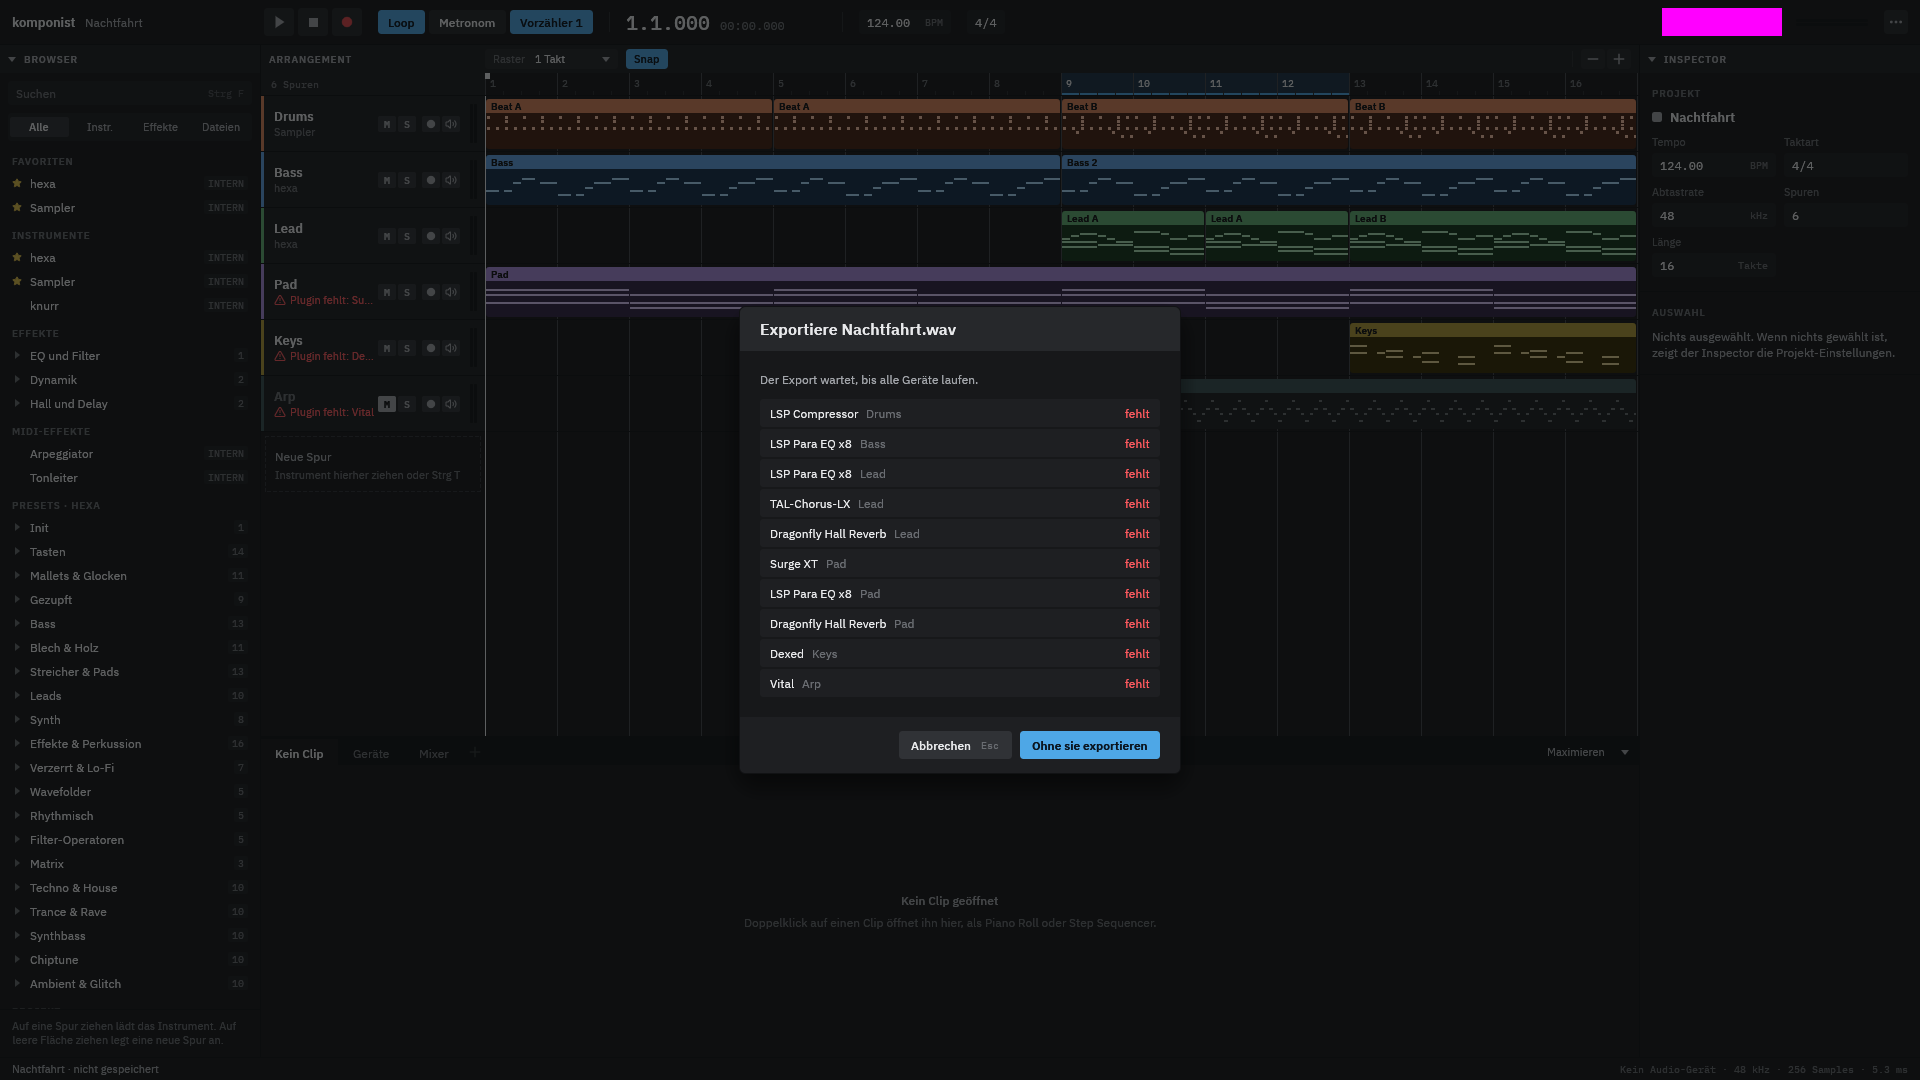 komponist Nachtfahrt
Loop Metronom Vorzähler 1 1.1.000 00:00.000 124.00 BPM 4/4
BROWSER
Suchen Strg F
Alle Instr. Effekte Dateien
FAVORITEN
hexa INTERN
Sampler INTERN
INSTRUMENTE
hexa INTERN
Sampler INTERN
knurr INTERN
EFFEKTE
EQ und Filter 1
Dynamik 2
Hall und Delay 2
MIDI-EFFEKTE
Arpeggiator INTERN
Tonleiter INTERN
PRESETS · HEXA
Init 1
Tasten 14
Mallets & Glocken 11
Gezupft 9
Bass 13
Blech & Holz 11
Streicher & Pads 13
Leads 10
Synth 8
Effekte & Perkussion 16
Verzerrt & Lo-Fi 7
Wavefolder 5
Rhythmisch 5
Filter-Operatoren 5
Matrix 3
Techno & House 10
Trance & Rave 10
Synthbass 10
Chiptune 10
Ambient & Glitch 10
Auf eine Spur ziehen lädt das Instrument. Auf
leere Fläche ziehen legt eine neue Spur an.
ARRANGEMENT Raster 1 Takt Snap
6 Spuren 1 2 3 4 5 6 7 8 9 10 11 12 13 14 15 16
Drums M S
Sampler
Beat A Beat A Beat B Beat B
Bass M S
hexa
Bass Bass 2
Lead M S
hexa
Lead A Lead A Lead B
Pad M S
Plugin fehlt: Su...
Pad
Keys M S
Plugin fehlt: De...
Keys
Arp M S
Plugin fehlt: Vital
Neue Spur
Instrument hierher ziehen oder Strg T
Exportiere Nachtfahrt.wav
Der Export wartet, bis alle Geräte laufen.
LSP Compressor Drums fehlt
LSP Para EQ x8 Bass fehlt
LSP Para EQ x8 Lead fehlt
TAL-Chorus-LX Lead fehlt
Dragonfly Hall Reverb Lead fehlt
Surge XT Pad fehlt
LSP Para EQ x8 Pad fehlt
Dragonfly Hall Reverb Pad fehlt
Dexed Keys fehlt
Vital Arp fehlt
Abbrechen Esc Ohne sie exportieren
Kein Clip Geräte Mixer Maximieren
Kein Clip geöffnet
Doppelklick auf einen Clip öffnet ihn hier, als Piano Roll oder Step Sequencer.
INSPECTOR
PROJEKT
Nachtfahrt
Tempo Taktart
124.00 BPM 4/4
Abtastrate Spuren
48 kHz 6
Länge
16 Takte
AUSWAHL
Nichts ausgewählt. Wenn nichts gewählt ist,
zeigt der Inspector die Projekt-Einstellungen.
Nachtfahrt · nicht gespeichert Kein Audio-Gerät · 48 kHz · 256 Samples · 5.3 ms